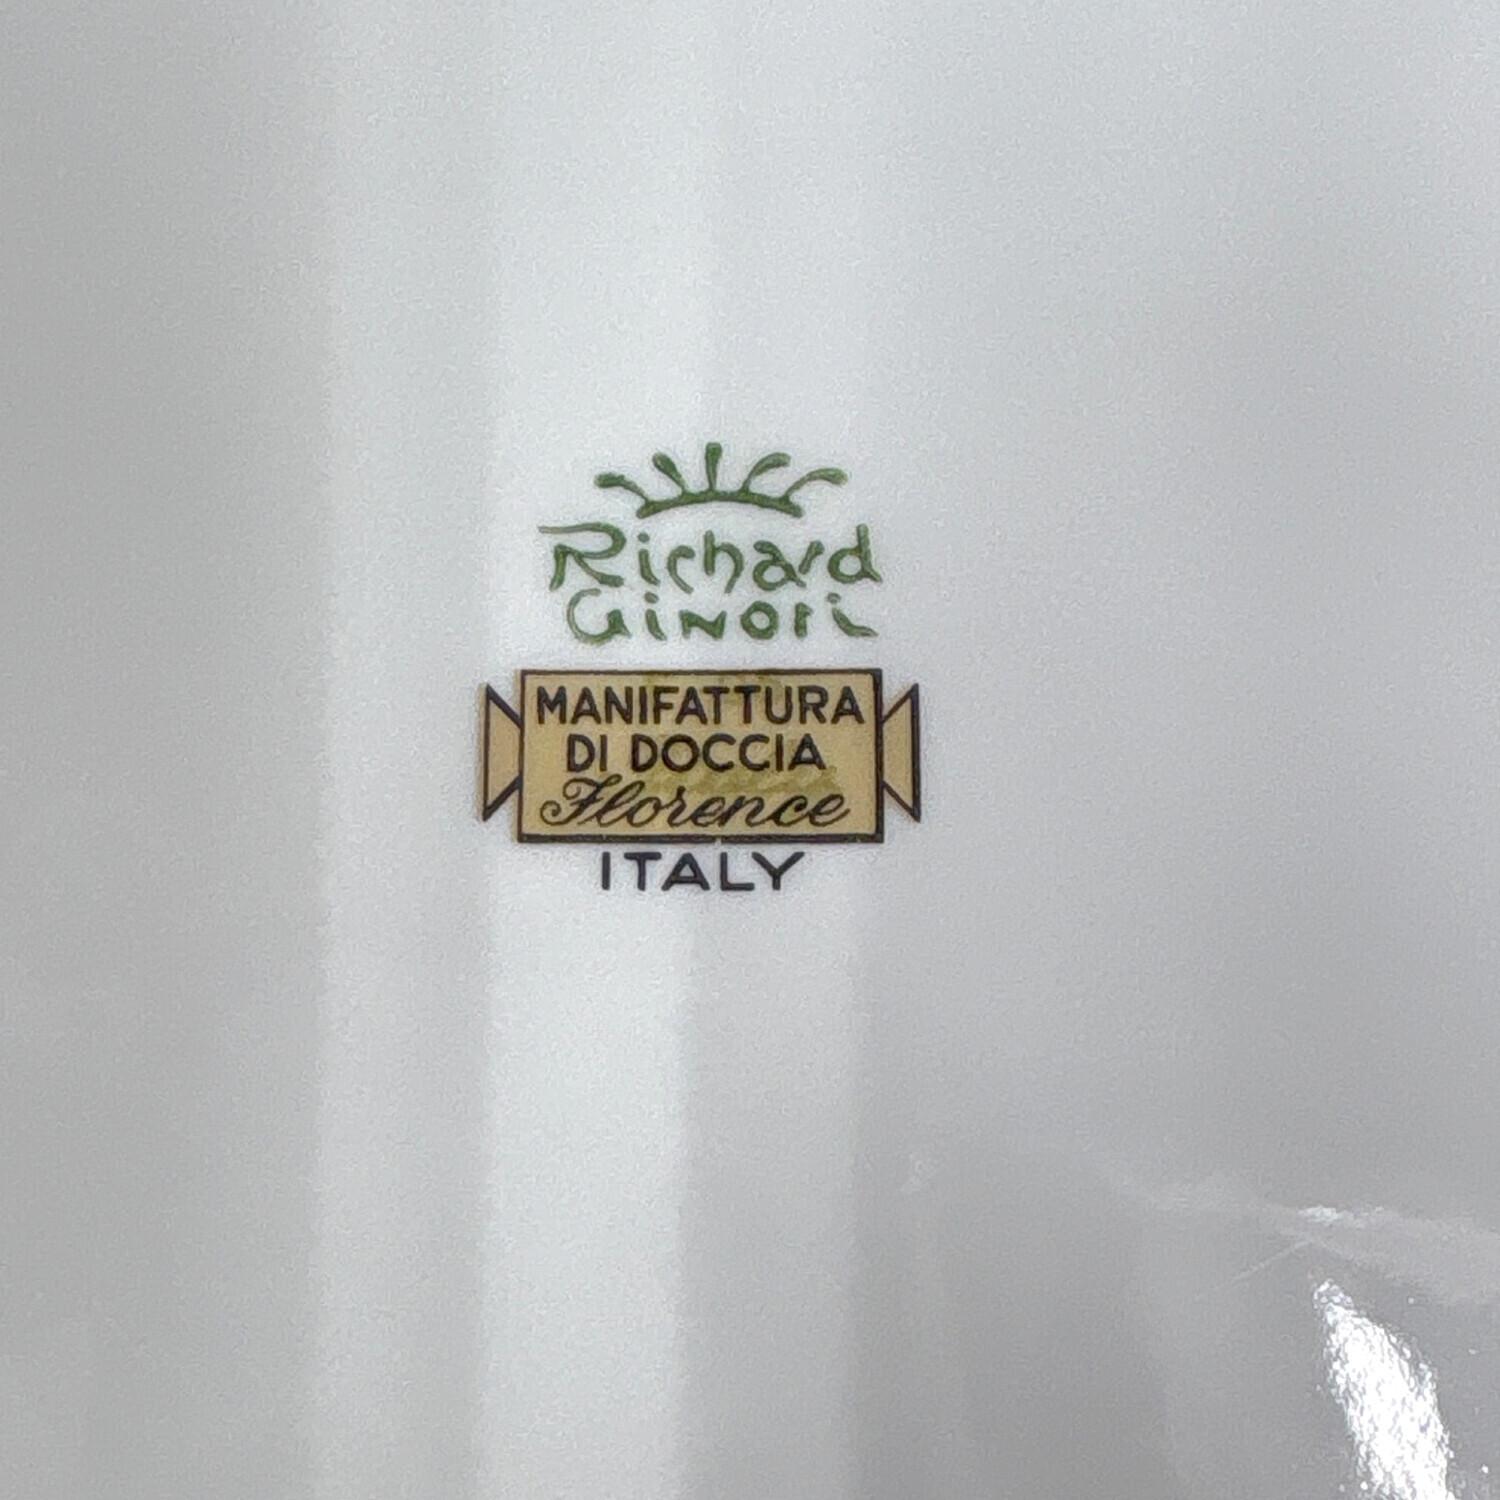 Richard
Ginori
MANIFATTURA
DI DOCCIA
Florence
ITALY